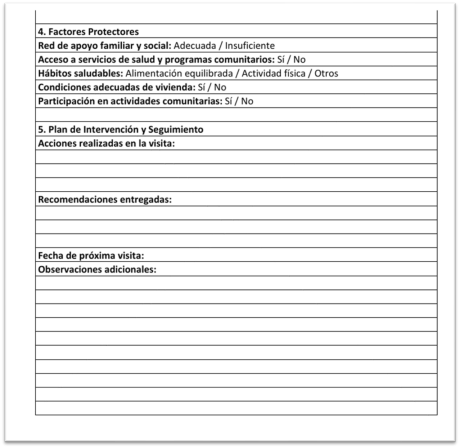 4. Factores Protectores
Red de apoyo familiar y social: Adecuada / Insuficiente
Acceso a servicios de salud y programas comunitarios: Sí / No
Hábitos saludables: Alimentación equilibrada / Actividad física / Otros
Condiciones adecuadas de vivienda: Sí / No
Participación en actividades comunitarias: Sí / No
5. Plan de Intervención y Seguimiento
Acciones realizadas en la visita:
Recomendaciones entregadas:
Fecha de próxima visita:
Observaciones adicionales: